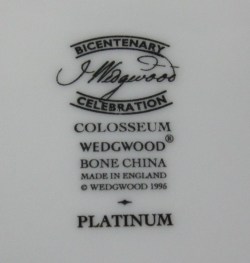 BICENTENARY
J Wedgwood
CELEBRATION
COLOSSEUM
WEDGWOOD®
BONE CHINA
MADE IN ENGLAND
© WEDGWOOD 1996
PLATINUM